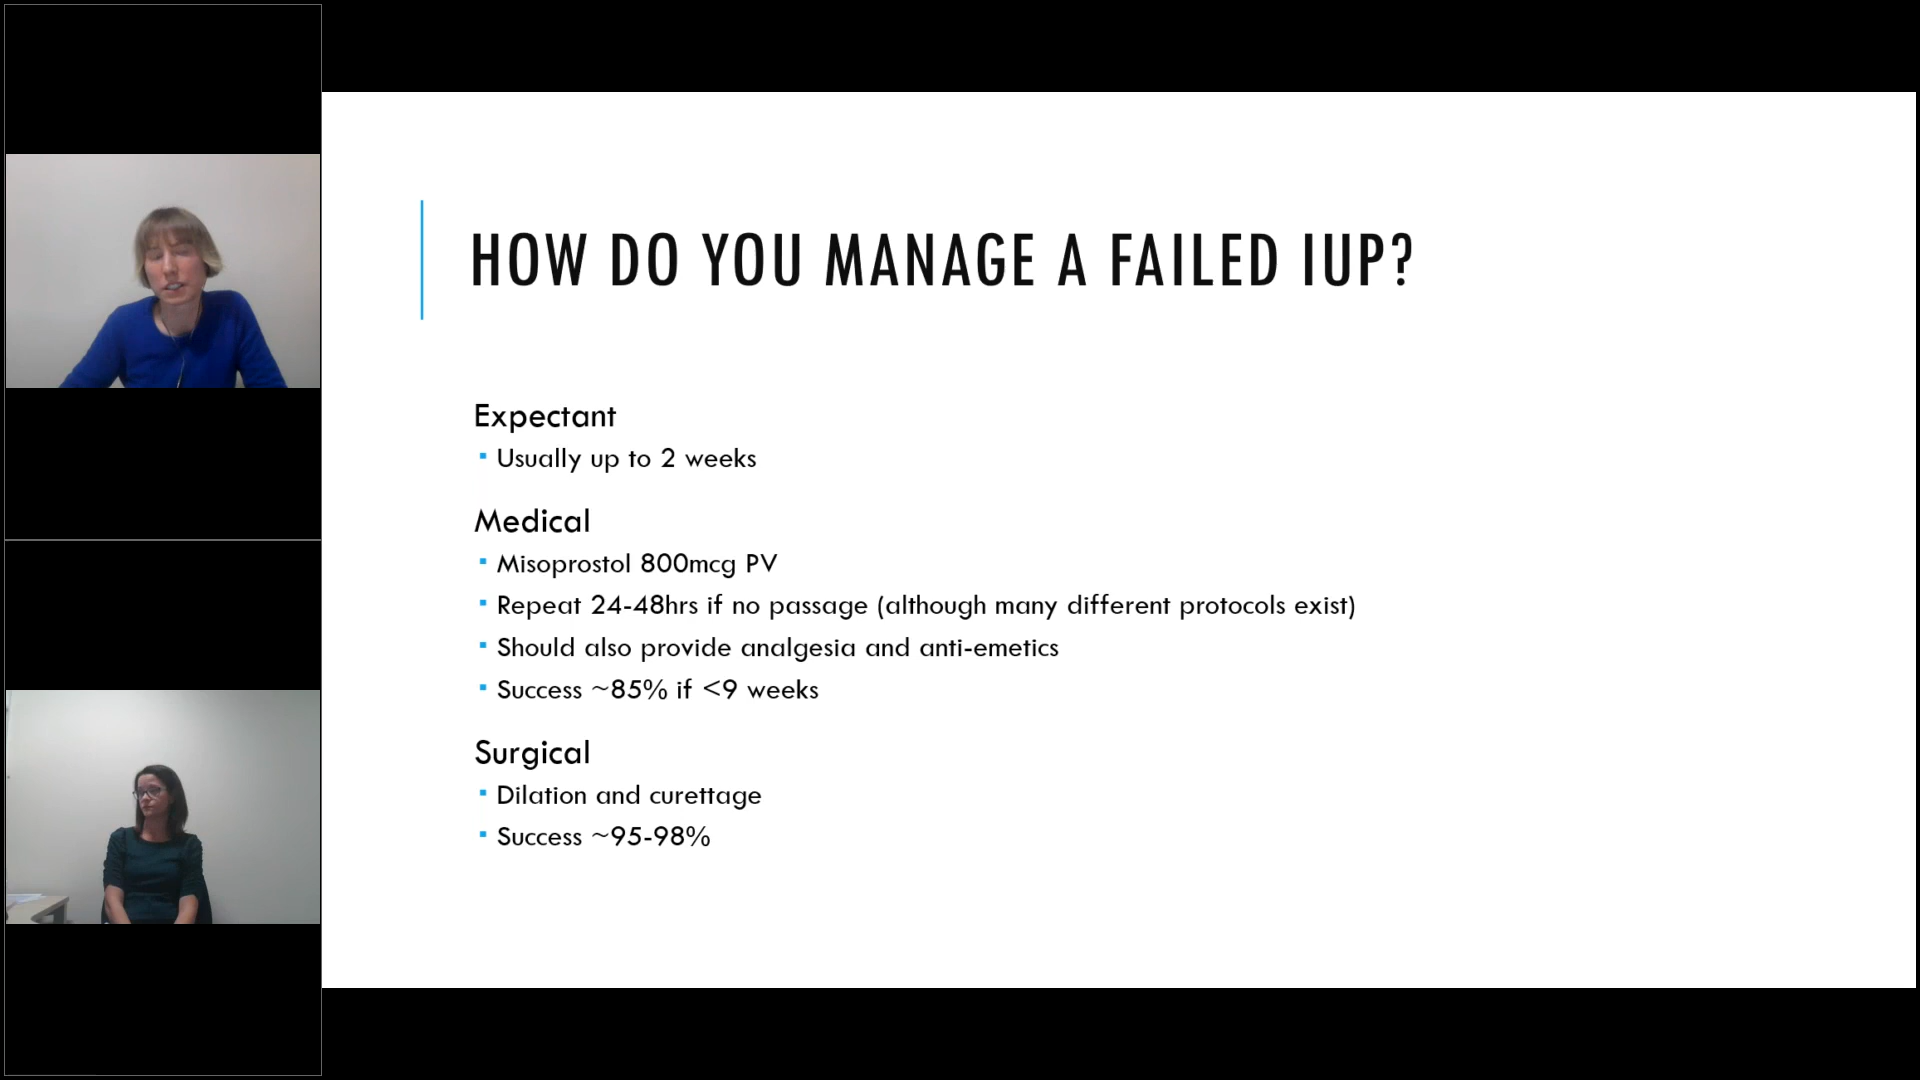 HOW DO YOU MANAGE A FAILED IUP?
Expectant
▪ Usually up to 2 weeks
Medical
▪ Misoprostol 800mcg PV
▪ Repeat 24-48hrs if no passage (although many different protocols exist)
▪ Should also provide analgesia and anti-emetics
▪ Success ~85% if <9 weeks
Surgical
▪ Dilation and curettage
▪ Success ~95-98%